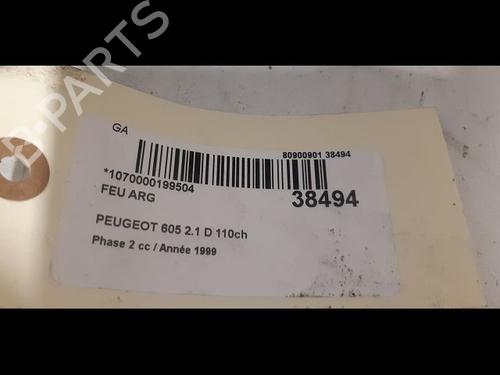 B-PARTS
GA
80900901 38494
*1070000199504
FEU ARG
38494
PEUGEOT 605 2.1 D 110ch
Phase 2 cc / Année 1999